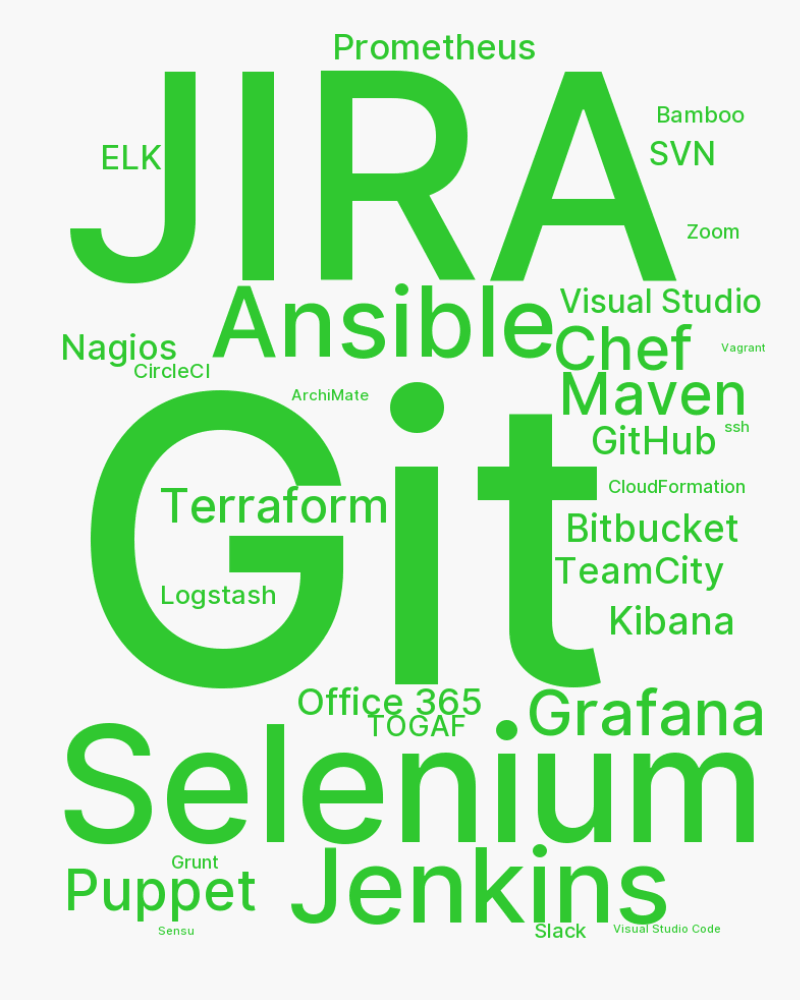 Prometheus
JIRA
Bamboo
ELK
SVN
Zoom
Ansible
Visual Studio
Nagios
Chef
Vagrant
CircleCI
ArchiMate
Maven
Git
GitHub
ssh
Terraform
CloudFormation
Bitbucket
TeamCity
Logstash
Kibana
Office 365
TOGAF
Grafana
Selenium
Grunt
Puppet
Jenkins
Sensu
Slack
Visual Studio Code